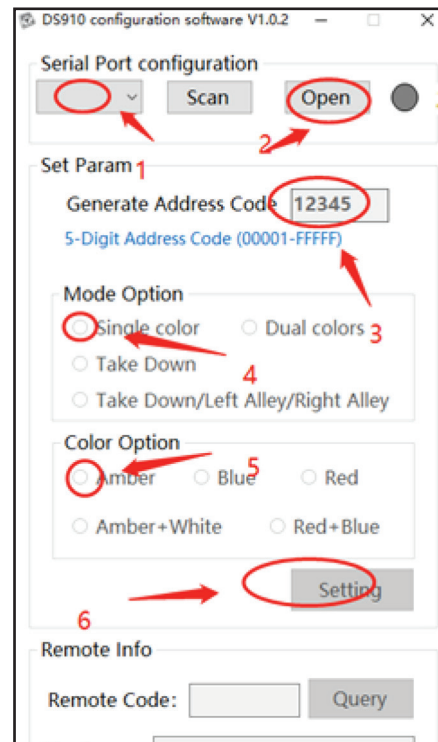 DS910 configuration software V1.0.2
Serial Port configuration
Scan
Open
2
1
Set Param
Generate Address Code 12345
5-Digit Address Code (00001-FFFFF)
Mode Option
Single color
Dual colors
3
4
Take Down
Take Down/Left Alley/Right Alley
Color Option
5
Amber
Blue
Red
Amber+White
Red+Blue
Setting
6
Remote Info
Remote Code:
Query